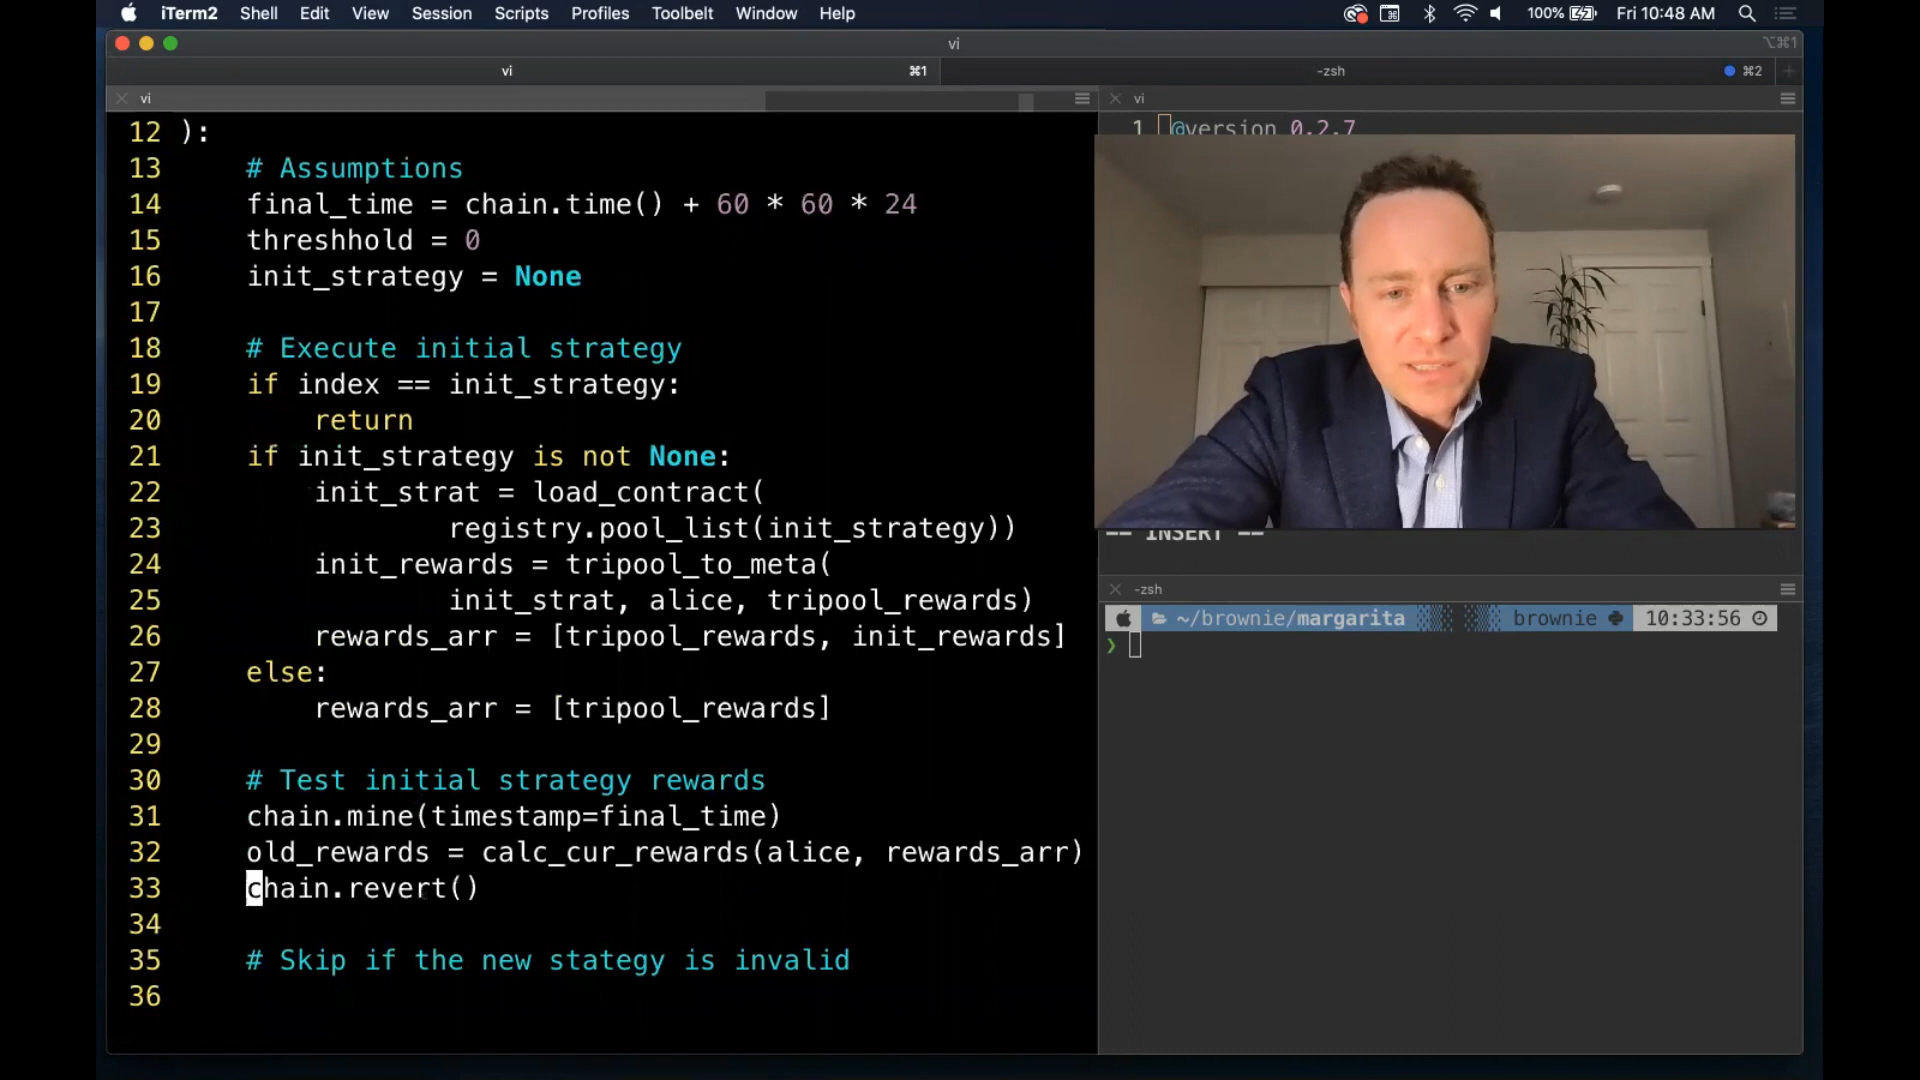 iTerm2 Shell Edit View Session Scripts Profiles Toolbelt Window Help 100% Fri 10:48 AM
vi ⌥⌘1
vi ⌘1 -zsh ⌘2
vi
12 ):
13 # Assumptions
14 final_time = chain.time() + 60 * 60 * 24
15 threshhold = 0
16 init_strategy = None
17
18 # Execute initial strategy
19 if index == init_strategy:
20 return
21 if init_strategy is not None:
22 init_strat = load_contract(
23 registry.pool_list(init_strategy))
24 init_rewards = tripool_to_meta(
25 init_strat, alice, tripool_rewards)
26 rewards_arr = [tripool_rewards, init_rewards]
27 else:
28 rewards_arr = [tripool_rewards]
29
30 # Test initial strategy rewards
31 chain.mine(timestamp=final_time)
32 old_rewards = calc_cur_rewards(alice, rewards_arr)
33 chain.revert()
34
35 # Skip if the new stategy is invalid
36
vi
1 @version 0.2.7
-- INSERT --
-zsh
~/brownie/margarita brownie 10:33:56
❯